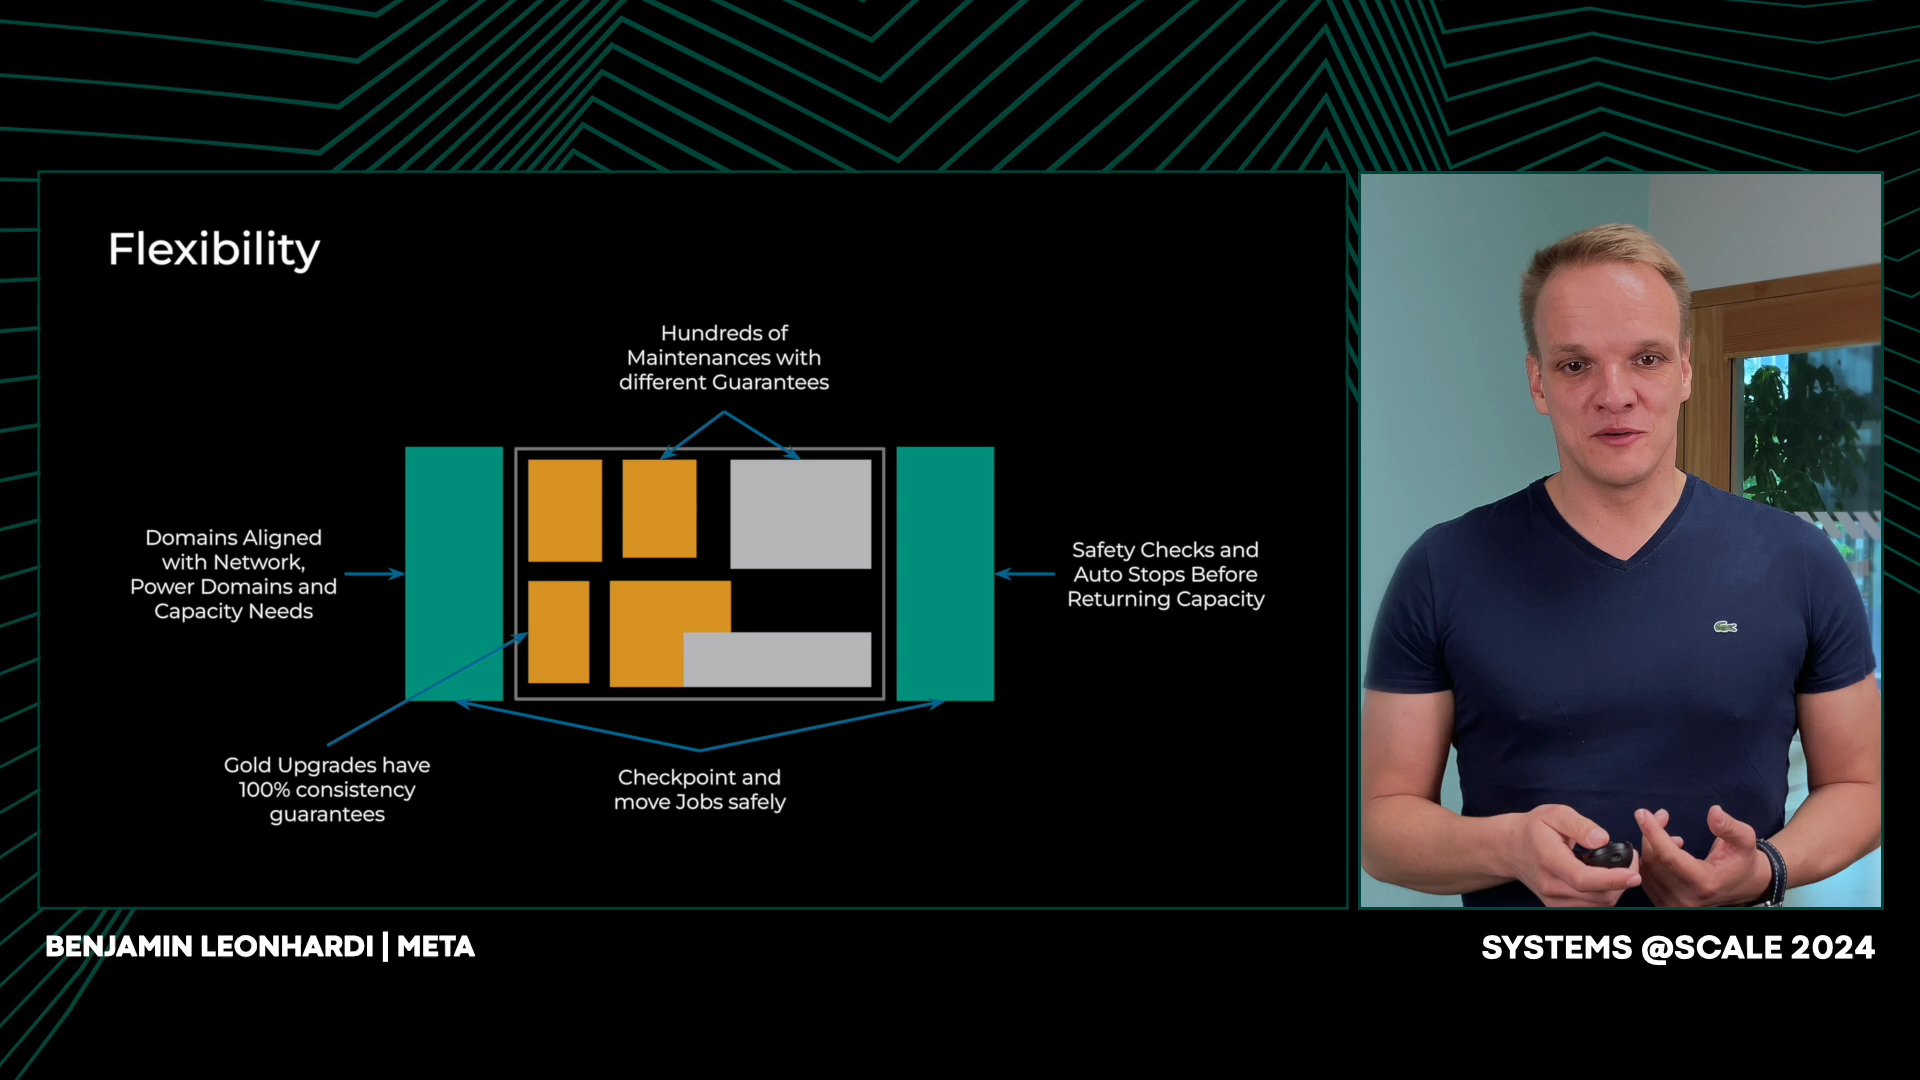 Flexibility
Hundreds of
Maintenances with
different Guarantees
Domains Aligned
with Network,
Power Domains and
Capacity Needs
Safety Checks and
Auto Stops Before
Returning Capacity
Gold Upgrades have
100% consistency
guarantees
Checkpoint and
move Jobs safely
BENJAMIN LEONHARDI | META
SYSTEMS @SCALE 2024